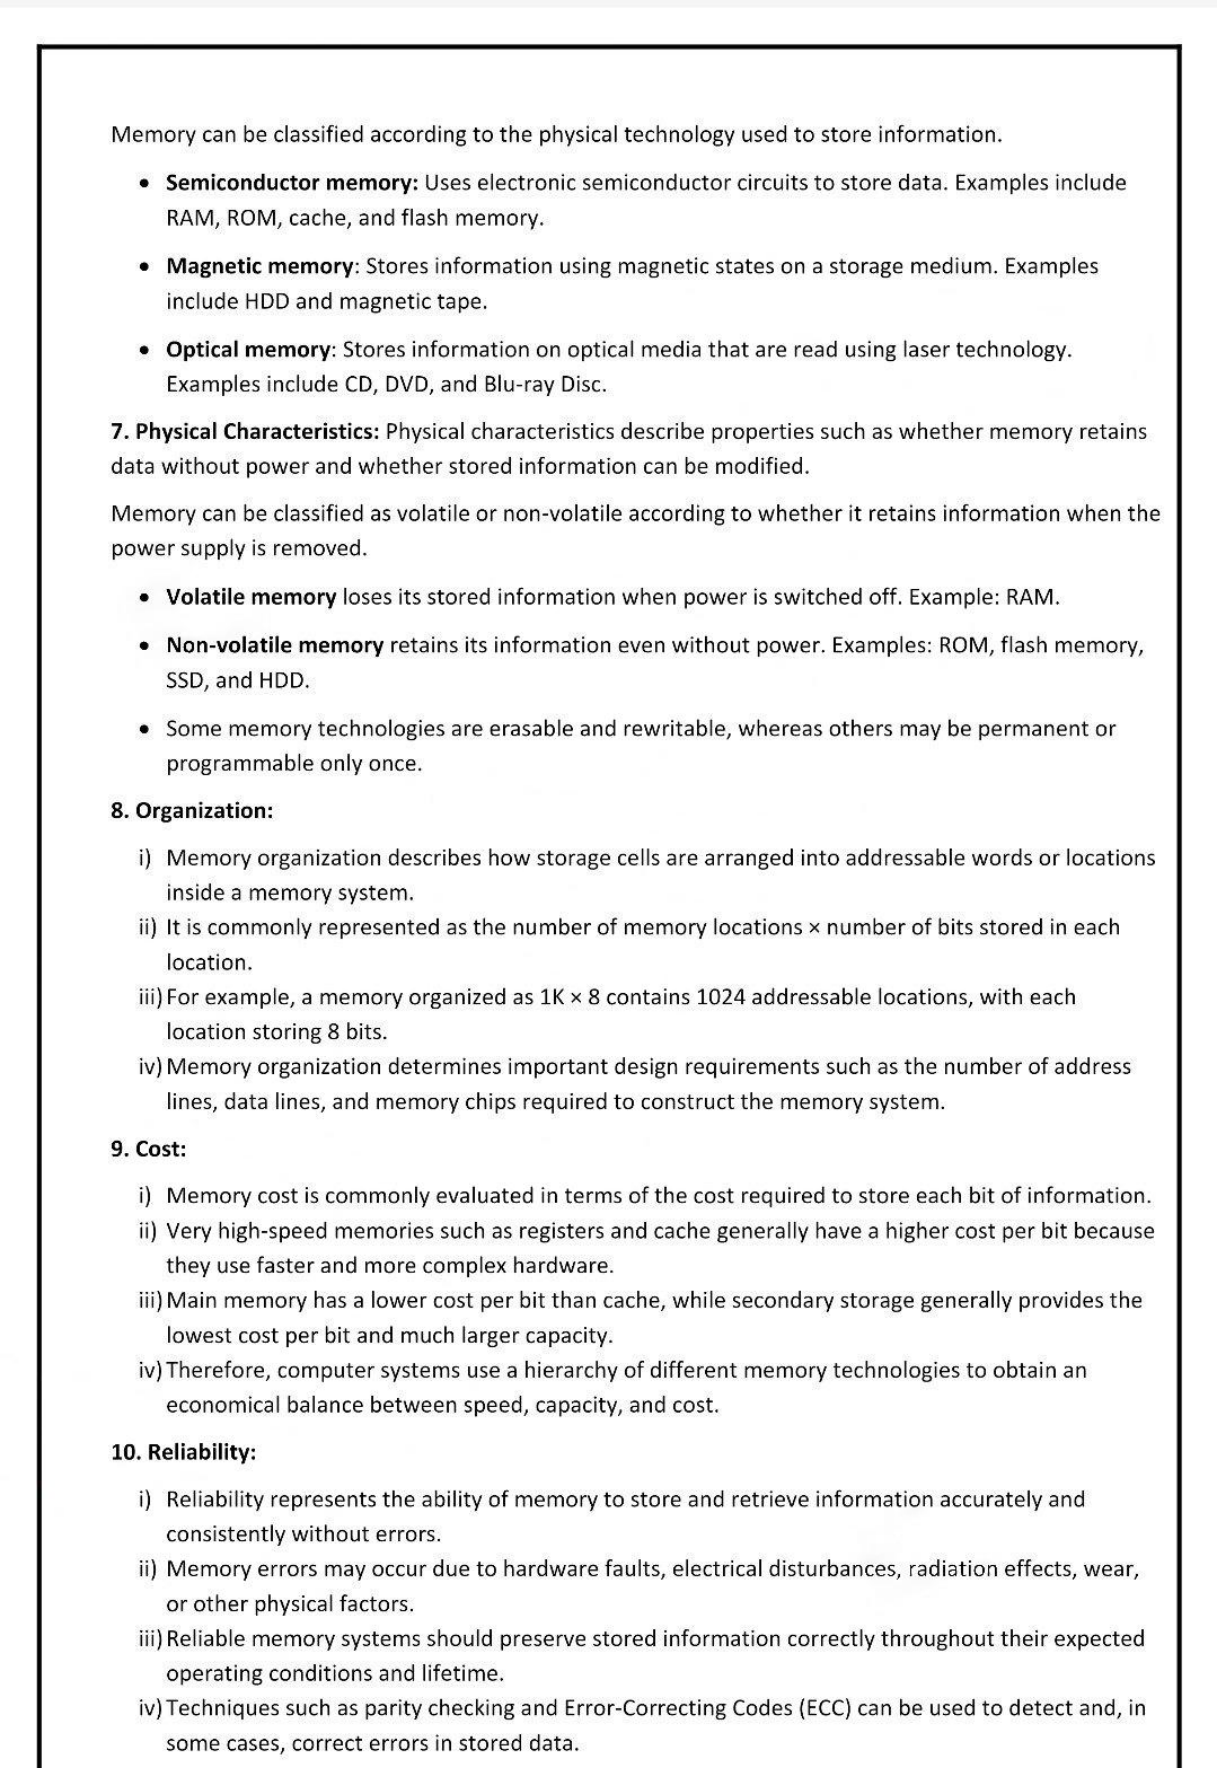 Memory can be classified according to the physical technology used to store information.
• Semiconductor memory: Uses electronic semiconductor circuits to store data. Examples include
RAM, ROM, cache, and flash memory.
• Magnetic memory: Stores information using magnetic states on a storage medium. Examples
include HDD and magnetic tape.
• Optical memory: Stores information on optical media that are read using laser technology.
Examples include CD, DVD, and Blu-ray Disc.
7. Physical Characteristics: Physical characteristics describe properties such as whether memory retains
data without power and whether stored information can be modified.
Memory can be classified as volatile or non-volatile according to whether it retains information when the
power supply is removed.
• Volatile memory loses its stored information when power is switched off. Example: RAM.
• Non-volatile memory retains its information even without power. Examples: ROM, flash memory,
SSD, and HDD.
• Some memory technologies are erasable and rewritable, whereas others may be permanent or
programmable only once.
8. Organization:
i) Memory organization describes how storage cells are arranged into addressable words or locations
inside a memory system.
ii) It is commonly represented as the number of memory locations × number of bits stored in each
location.
iii) For example, a memory organized as 1K × 8 contains 1024 addressable locations, with each
location storing 8 bits.
iv) Memory organization determines important design requirements such as the number of address
lines, data lines, and memory chips required to construct the memory system.
9. Cost:
i) Memory cost is commonly evaluated in terms of the cost required to store each bit of information.
ii) Very high-speed memories such as registers and cache generally have a higher cost per bit because
they use faster and more complex hardware.
iii) Main memory has a lower cost per bit than cache, while secondary storage generally provides the
lowest cost per bit and much larger capacity.
iv) Therefore, computer systems use a hierarchy of different memory technologies to obtain an
economical balance between speed, capacity, and cost.
10. Reliability:
i) Reliability represents the ability of memory to store and retrieve information accurately and
consistently without errors.
ii) Memory errors may occur due to hardware faults, electrical disturbances, radiation effects, wear,
or other physical factors.
iii) Reliable memory systems should preserve stored information correctly throughout their expected
operating conditions and lifetime.
iv) Techniques such as parity checking and Error-Correcting Codes (ECC) can be used to detect and, in
some cases, correct errors in stored data.